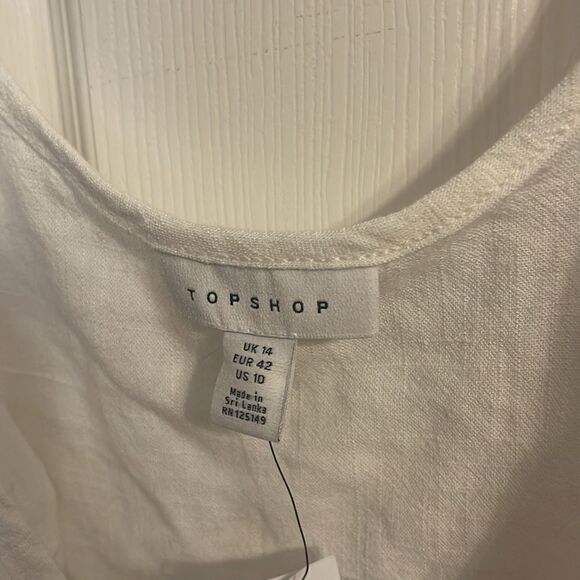 TOPSHOP
UK 14
EUR 42
US 10
Made in
Sri Lanka
RN 125149